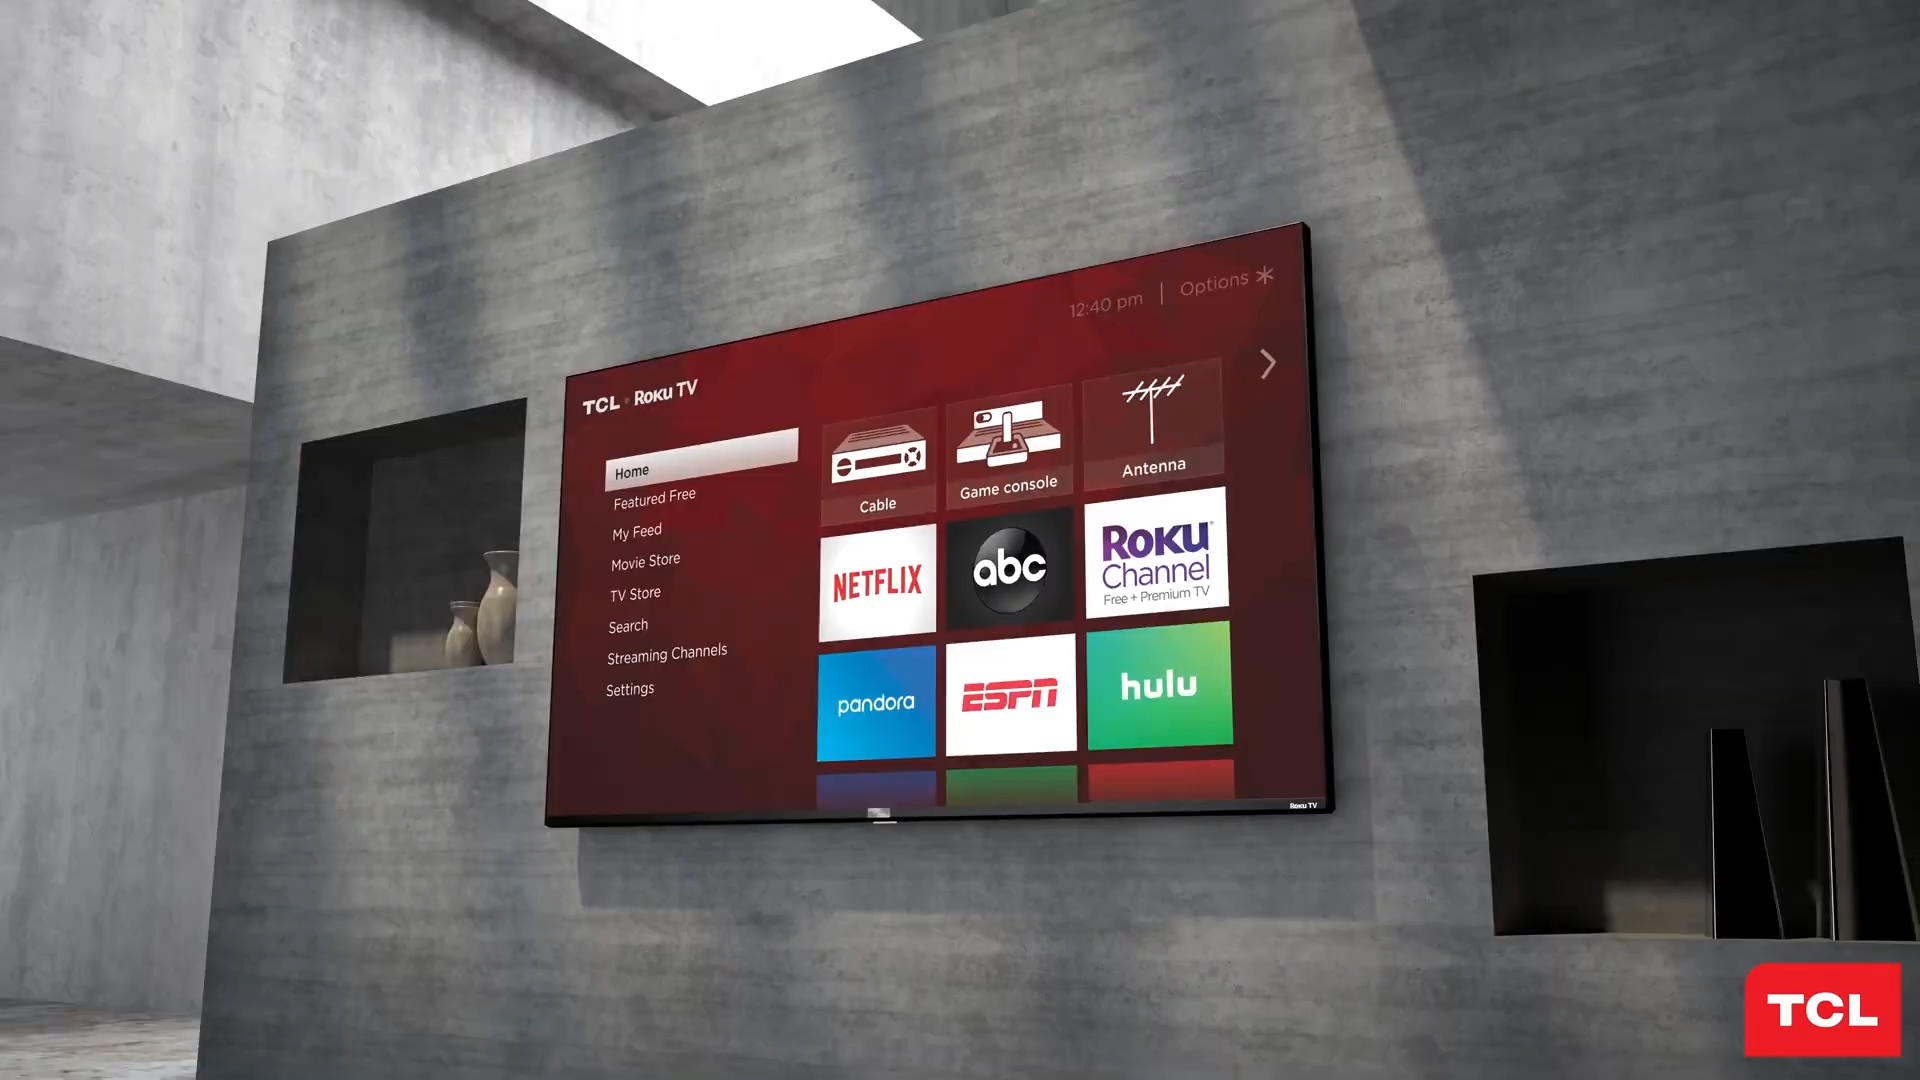 12:40 pm | Options *
TCL • Roku TV
Home
Featured Free
My Feed
Movie Store
TV Store
Search
Streaming Channels
Settings
Cable
Game console
Antenna
NETFLIX
abc
Roku
Channel
Free + Premium TV
pandora
ESPN
hulu
Roku TV
TCL